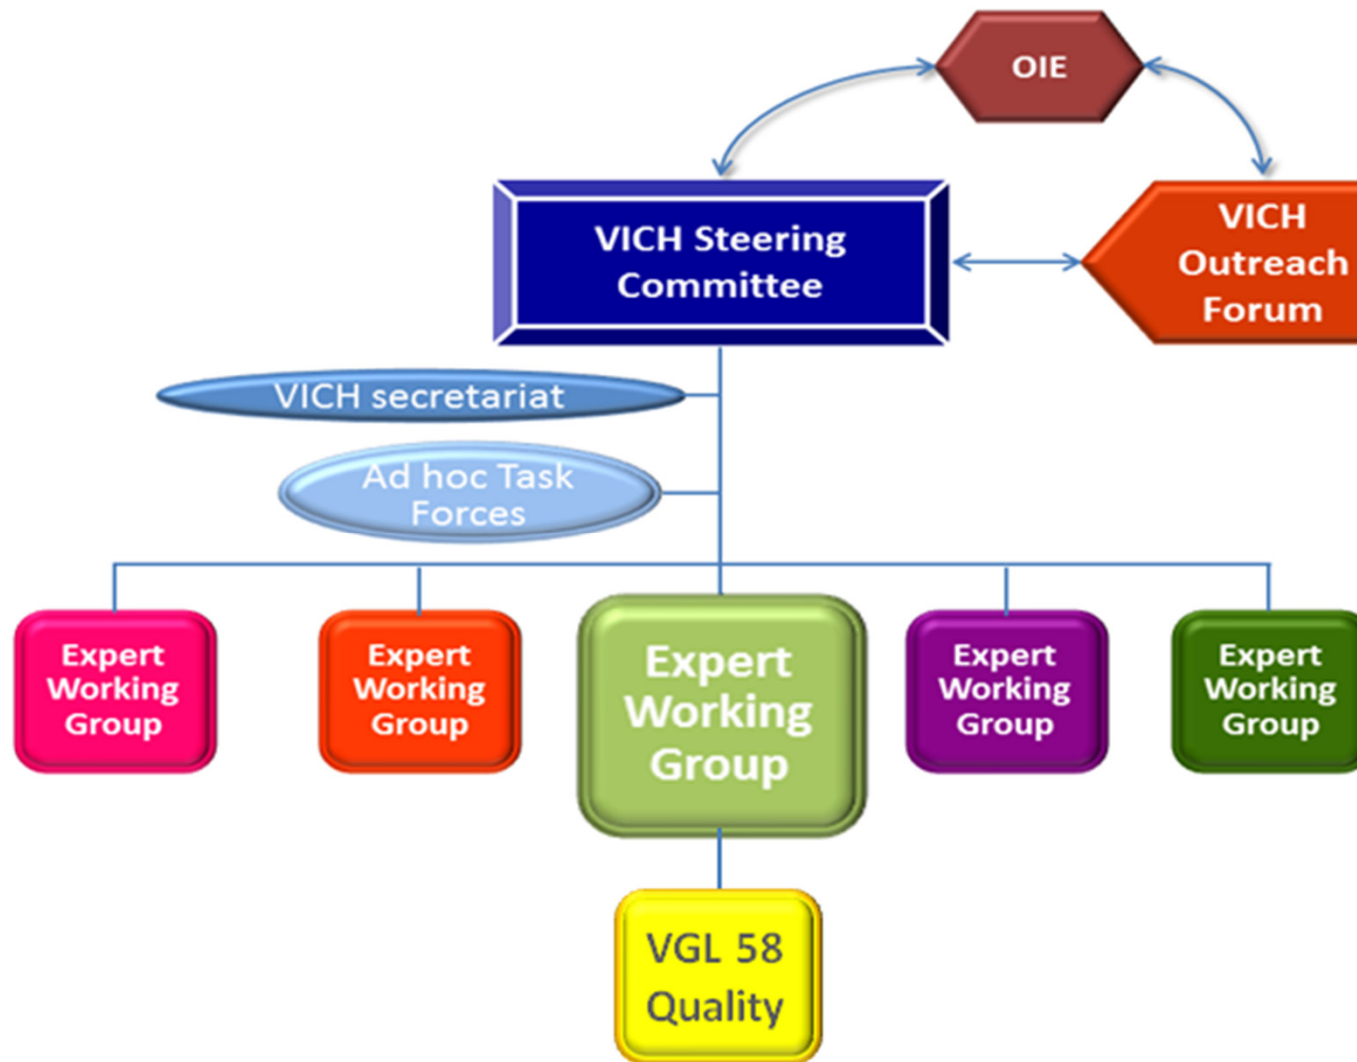 OIE
VICH Steering
Committee
VICH
Outreach
Forum
VICH secretariat
Ad hoc Task
Forces
Expert
Working
Group
Expert
Working
Group
Expert
Working
Group
Expert
Working
Group
Expert
Working
Group
VGL 58
Quality